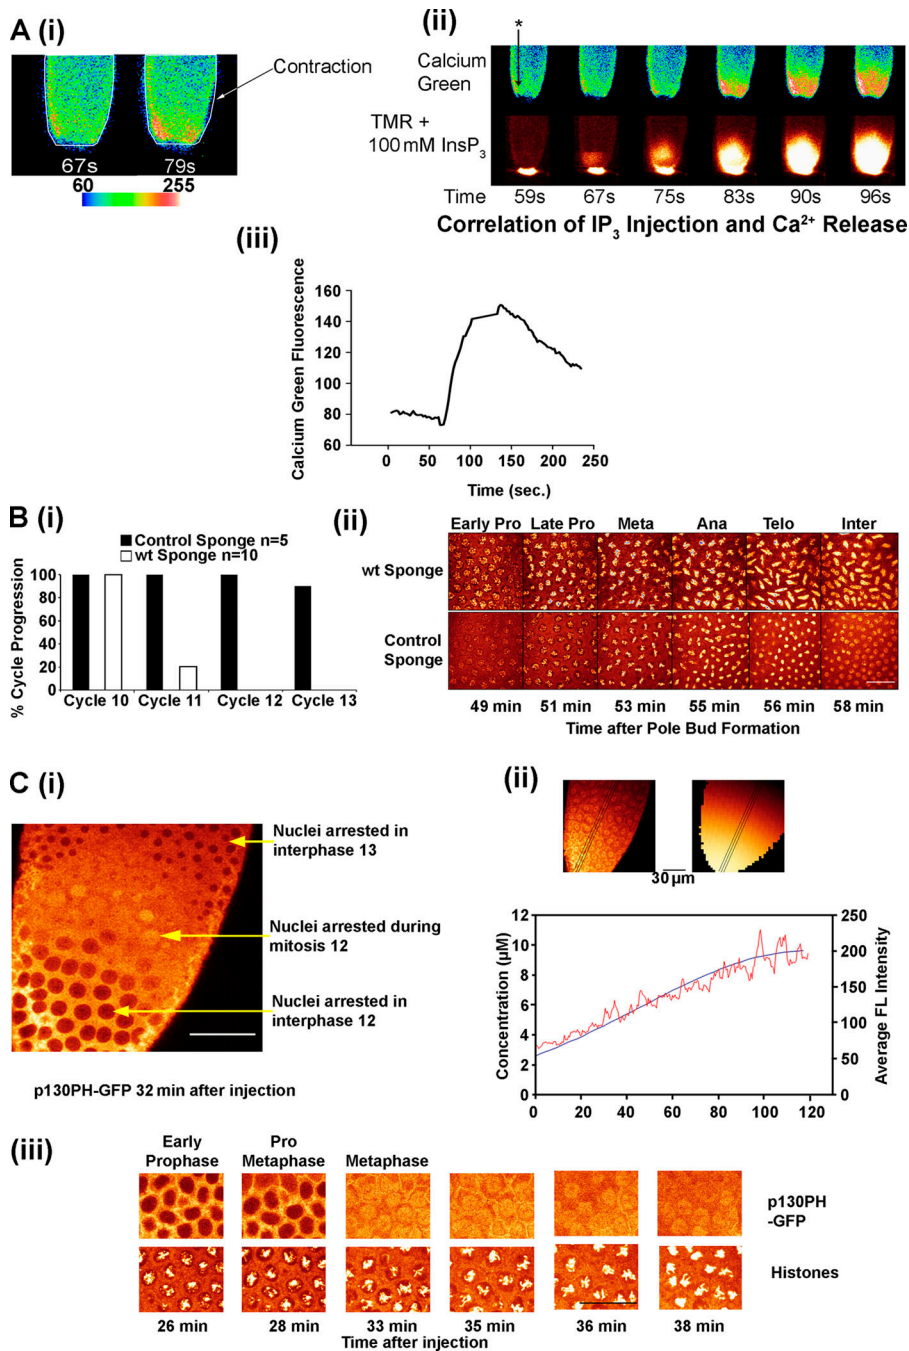 A (i)
Contraction
67s 79s
60 255
(ii)
*
Calcium
Green
TMR +
100 mM InsP3
Time 59s 67s 75s 83s 90s 96s
Correlation of IP3 Injection and Ca2+ Release
(iii)
Calcium Green Fluorescence
160
140
120
100
80
60
0 50 100 150 200 250
Time (sec.)
B (i)
Control Sponge n=5
wt Sponge n=10
% Cycle Progression
100
80
60
40
20
0
Cycle 10 Cycle 11 Cycle 12 Cycle 13
(ii)
Early Pro Late Pro Meta Ana Telo Inter
wt Sponge
Control
Sponge
49 min 51 min 53 min 55 min 56 min 58 min
Time after Pole Bud Formation
C (i)
Nuclei arrested in
interphase 13
Nuclei arrested during
mitosis 12
Nuclei arrested in
interphase 12
p130PH-GFP 32 min after injection
(ii)
30 µm
Concentration (µM)
12
10
8
6
4
2
0
250
200
150
100
50
0
Average FL Intensity
0 20 40 60 80 100 120
(iii)
Early
Prophase
Pro
Metaphase
Metaphase
p130PH
-GFP
Histones
26 min 28 min 33 min 35 min 36 min 38 min
Time after injection